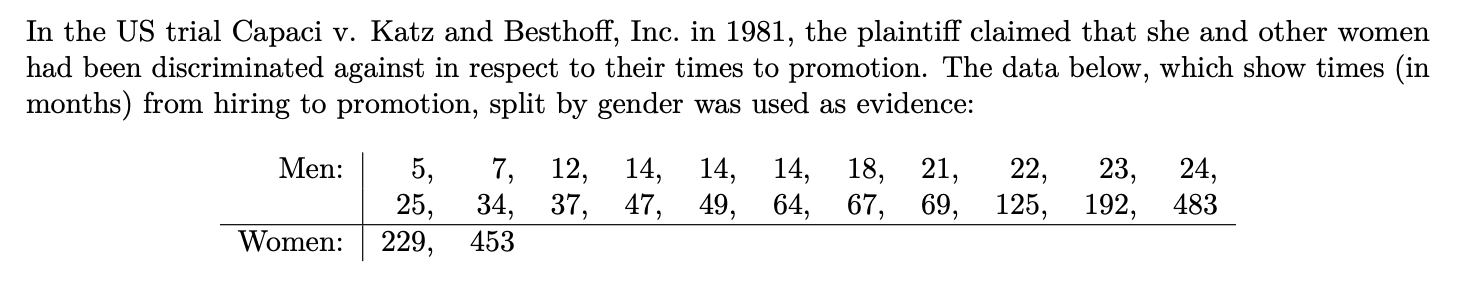 In the US trial Capaci v. Katz and Besthoff, Inc. in 1981, the plaintiff claimed that she and other women
had been discriminated against in respect to their times to promotion. The data below, which show times (in
months) from hiring to promotion, split by gender was used as evidence:
Men: 5, 7, 12, 14, 14, 14, 18, 21, 22, 23, 24,
25, 34, 37, 47, 49, 64, 67, 69, 125, 192, 483
Women: 229, 453